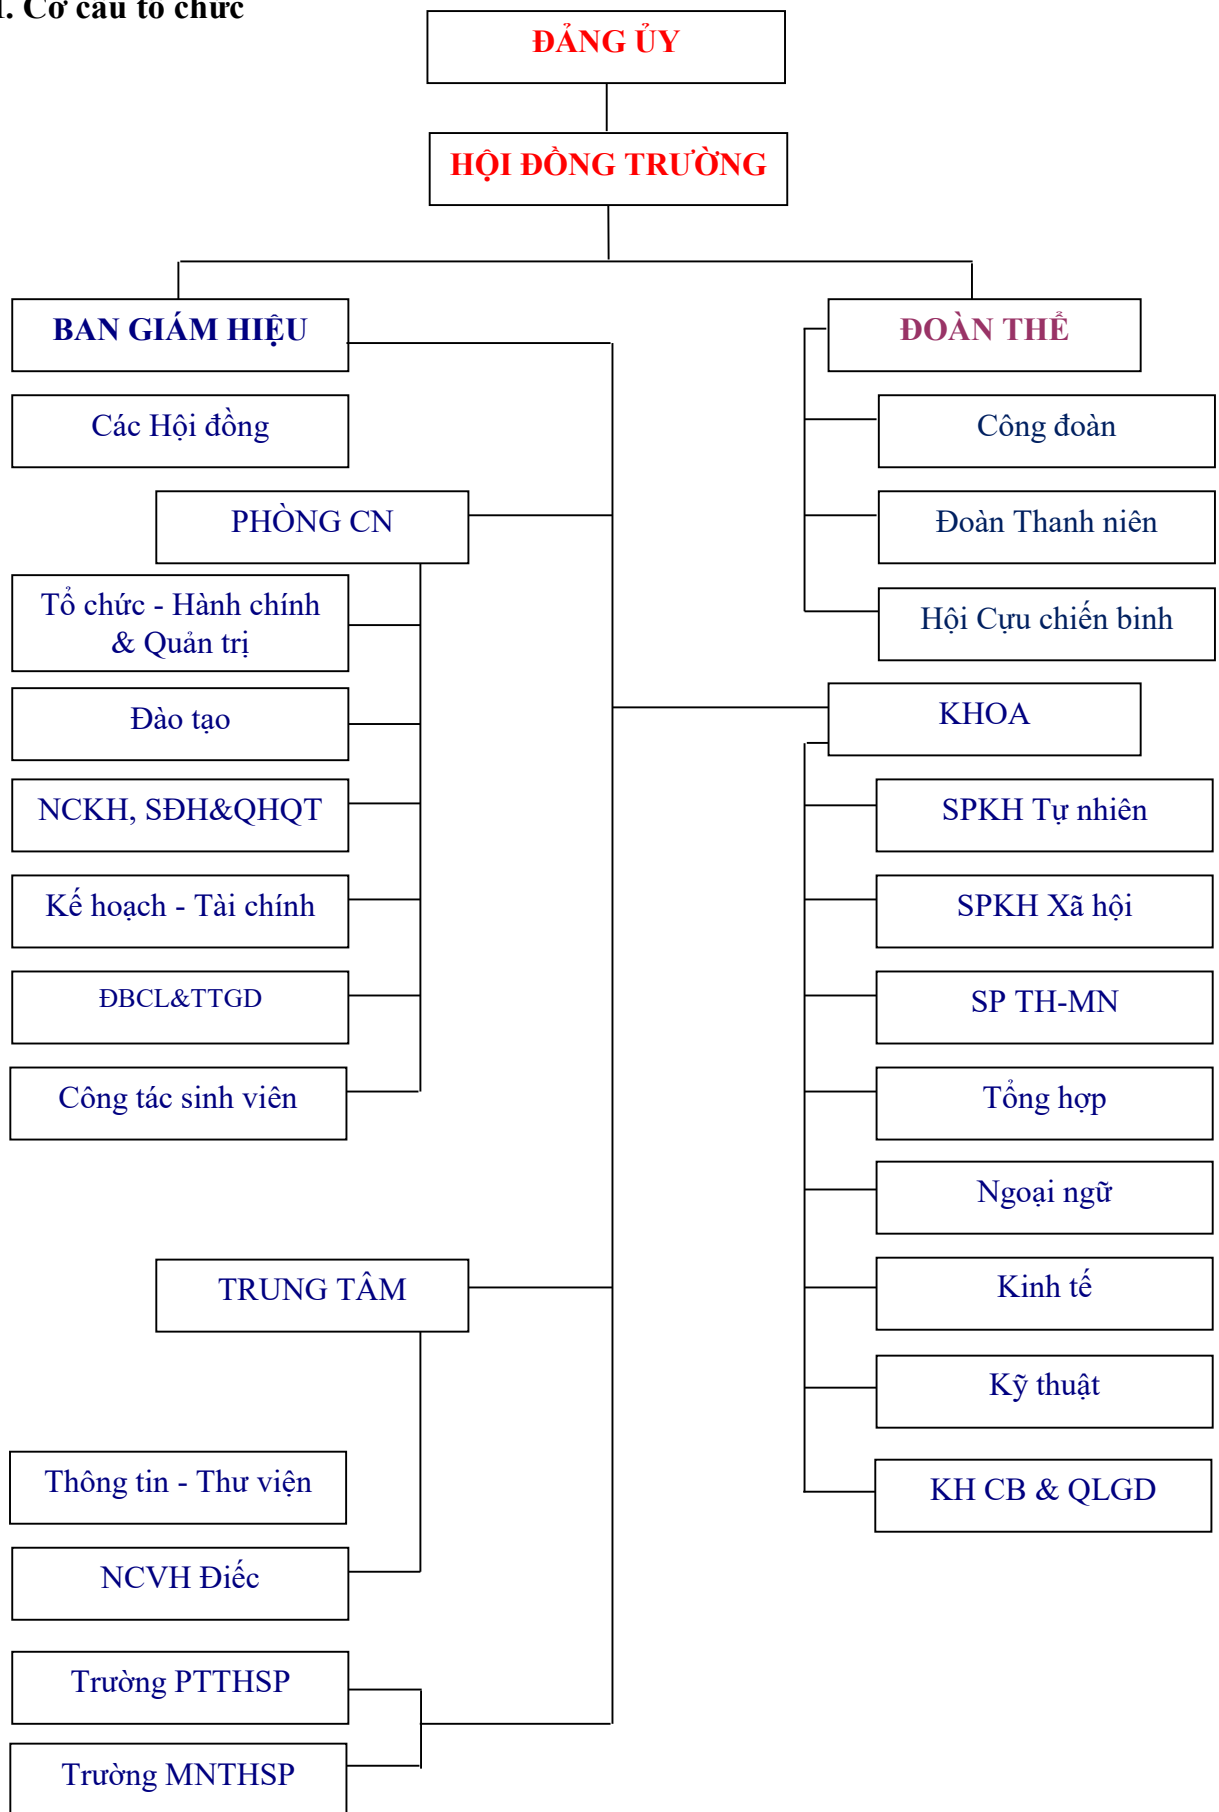 I. Cơ cấu tổ chức
ĐẢNG ỦY
HỘI ĐỒNG TRƯỜNG
BAN GIÁM HIỆU
ĐOÀN THỂ
Các Hội đồng
Công đoàn
PHÒNG CN
Đoàn Thanh niên
Tổ chức - Hành chính
& Quản trị
Hội Cựu chiến binh
Đào tạo
KHOA
NCKH, SĐH&QHQT
SPKH Tự nhiên
Kế hoạch - Tài chính
SPKH Xã hội
ĐBCL&TTGD
SP TH-MN
Công tác sinh viên
Tổng hợp
Ngoại ngữ
TRUNG TÂM
Kinh tế
Kỹ thuật
Thông tin - Thư viện
KH CB & QLGD
NCVH Điếc
Trường PTTHSP
Trường MNTHSP